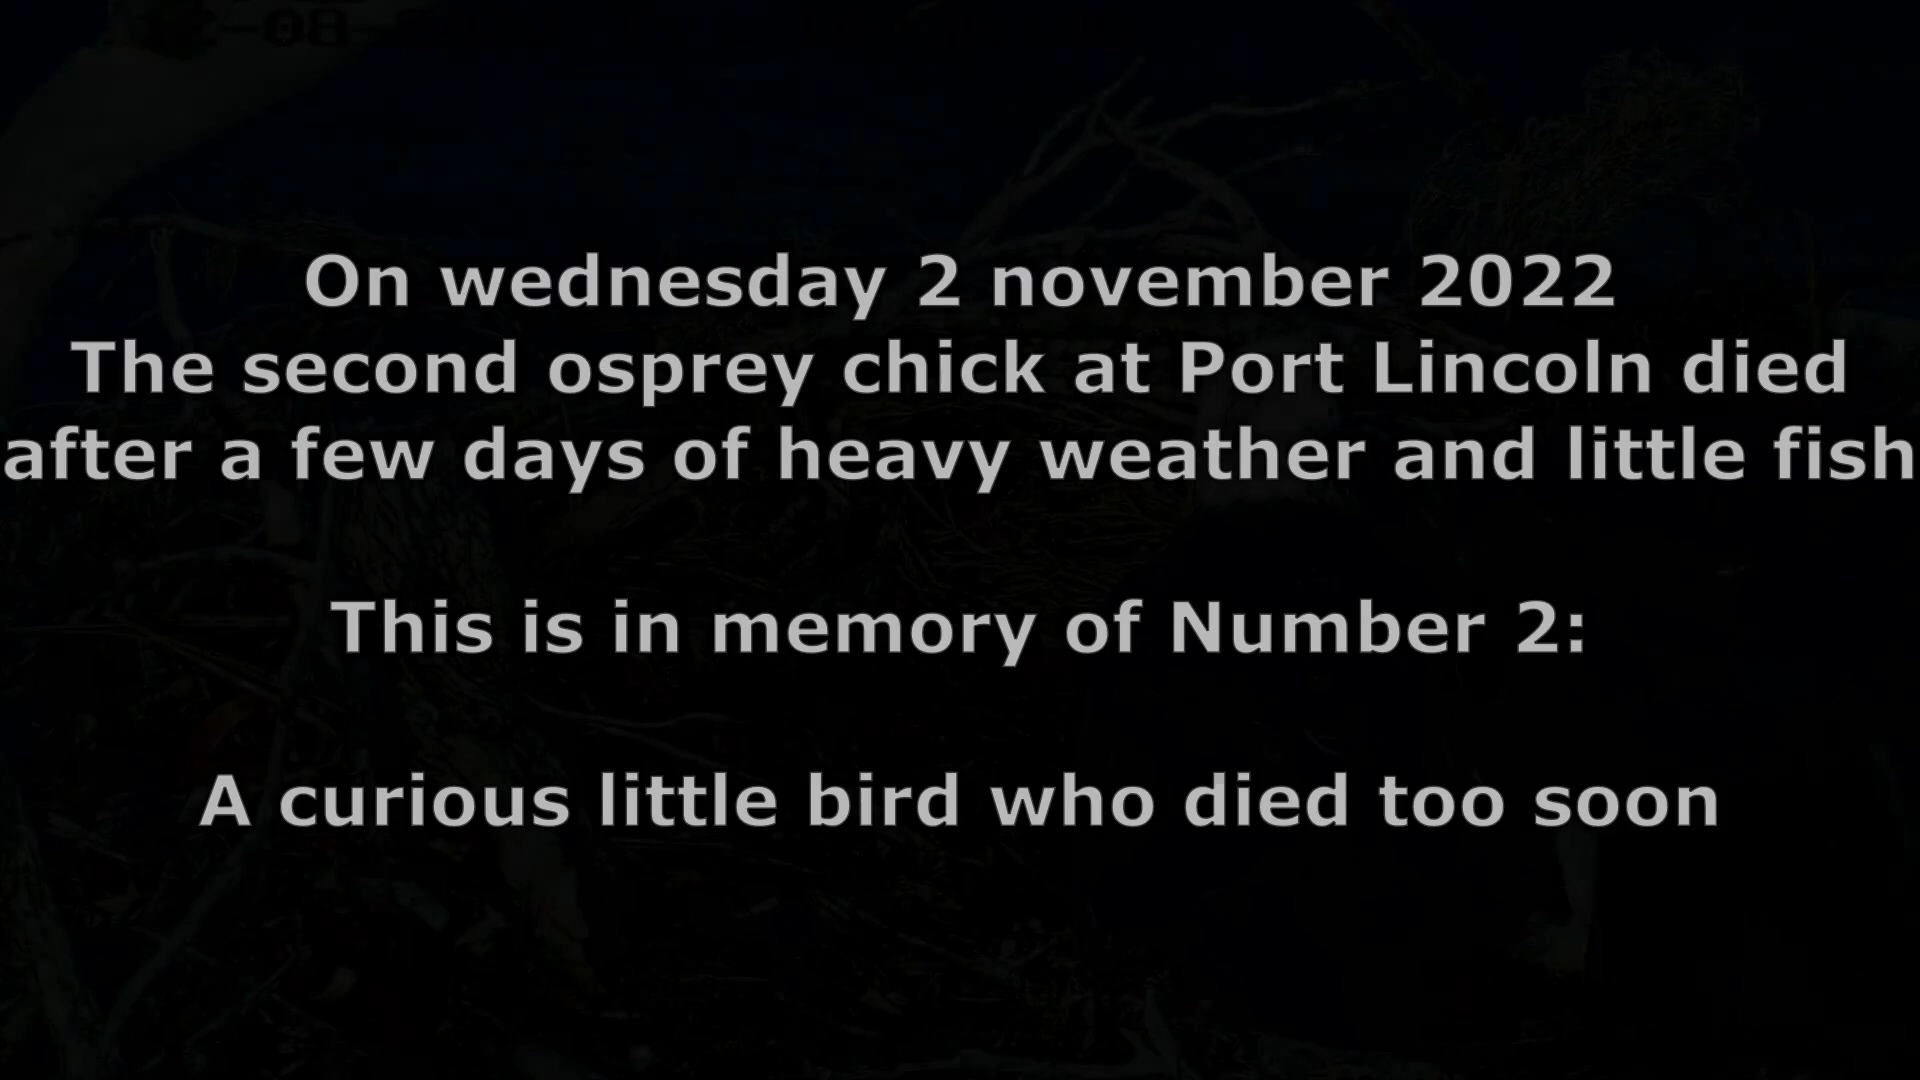 On wednesday 2 november 2022
The second osprey chick at Port Lincoln died
after a few days of heavy weather and little fish
This is in memory of Number 2:
A curious little bird who died too soon